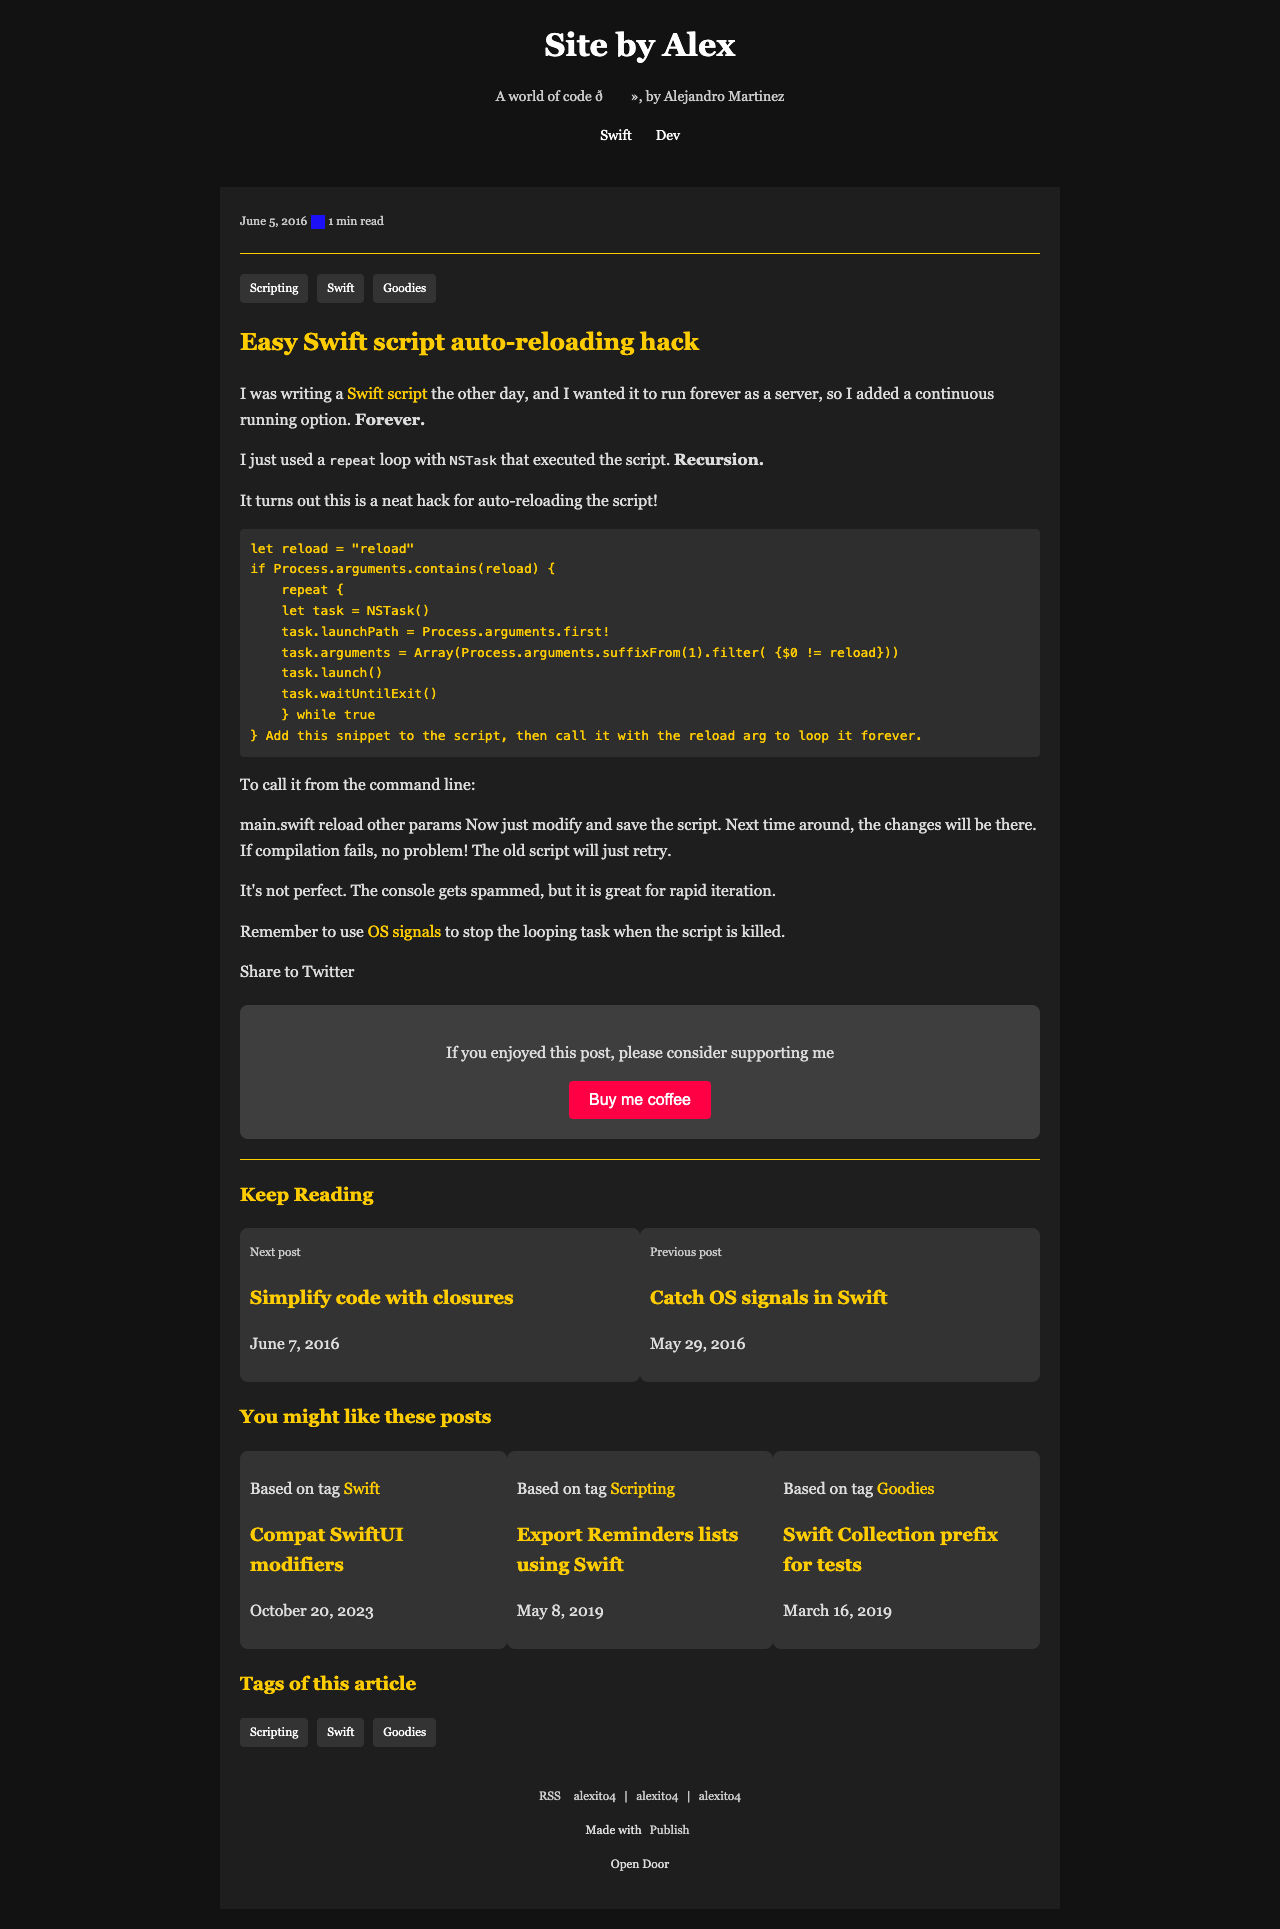 Site by Alex
A world of code ð », by Alejandro Martinez
Swift Dev
June 5, 2016 1 min read
Scripting Swift Goodies
Easy Swift script auto-reloading hack
I was writing a Swift script the other day, and I wanted it to run forever as a server, so I added a continuous
running option. Forever.
I just used a repeat loop with NSTask that executed the script. Recursion.
It turns out this is a neat hack for auto-reloading the script!
let reload = "reload"
if Process.arguments.contains(reload) {
    repeat {
    let task = NSTask()
    task.launchPath = Process.arguments.first!
    task.arguments = Array(Process.arguments.suffixFrom(1).filter( {$0 != reload}))
    task.launch()
    task.waitUntilExit()
    } while true
} Add this snippet to the script, then call it with the reload arg to loop it forever.
To call it from the command line:
main.swift reload other params Now just modify and save the script. Next time around, the changes will be there.
If compilation fails, no problem! The old script will just retry.
It's not perfect. The console gets spammed, but it is great for rapid iteration.
Remember to use OS signals to stop the looping task when the script is killed.
Share to Twitter
If you enjoyed this post, please consider supporting me
Buy me coffee
Keep Reading
Next post
Simplify code with closures
June 7, 2016
Previous post
Catch OS signals in Swift
May 29, 2016
You might like these posts
Based on tag Swift
Compat SwiftUI
modifiers
October 20, 2023
Based on tag Scripting
Export Reminders lists
using Swift
May 8, 2019
Based on tag Goodies
Swift Collection prefix
for tests
March 16, 2019
Tags of this article
Scripting Swift Goodies
RSS alexito4 | alexito4 | alexito4
Made with Publish
Open Door